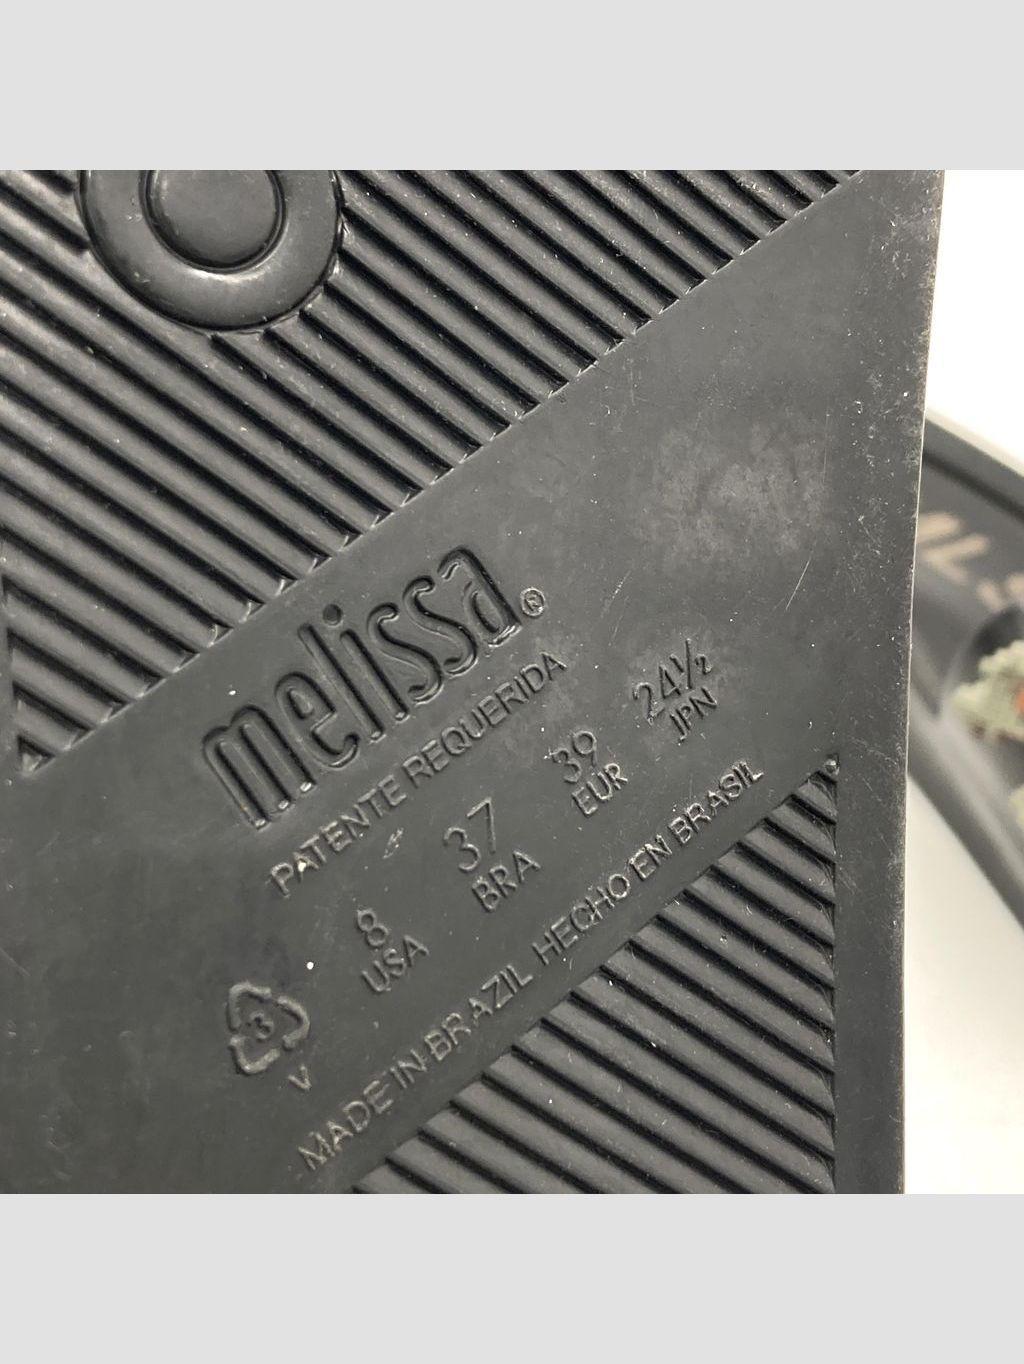 melissa®
PATENTE REQUERIDA
8 37 39 24½
USA BRA EUR JPN
3
V
MADE IN BRAZIL HECHO EN BRASIL